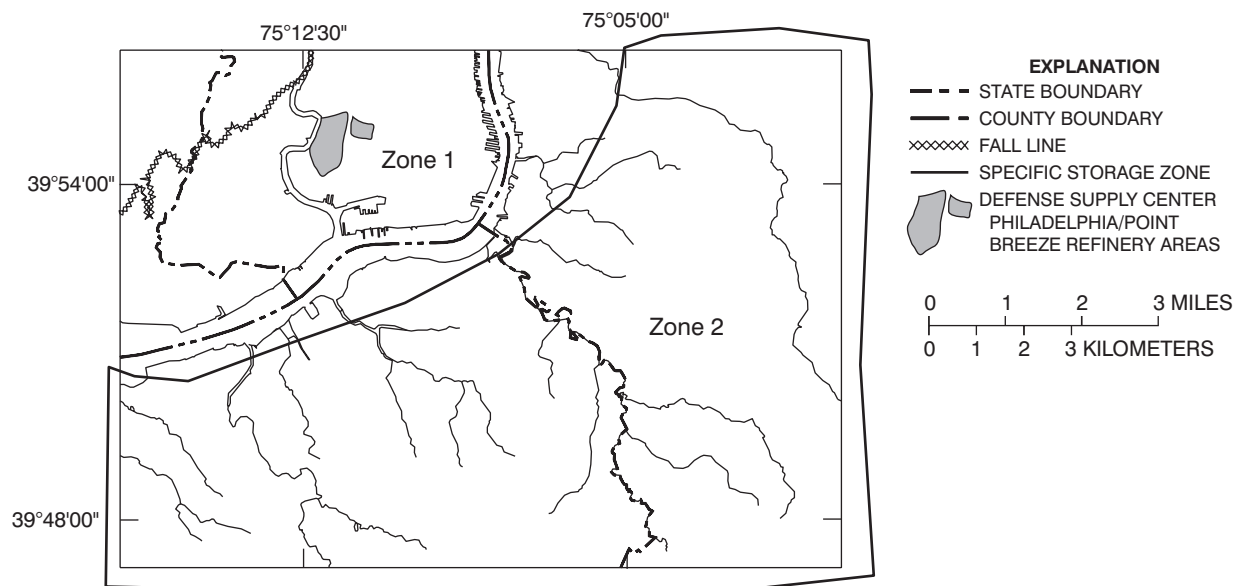 75°12'30"
75°05'00"
39°54'00"
39°48'00"
Zone 1
Zone 2
EXPLANATION
STATE BOUNDARY
COUNTY BOUNDARY
FALL LINE
SPECIFIC STORAGE ZONE
DEFENSE SUPPLY CENTER
PHILADELPHIA/POINT
BREEZE REFINERY AREAS
0 1 2 3 MILES
0 1 2 3 KILOMETERS